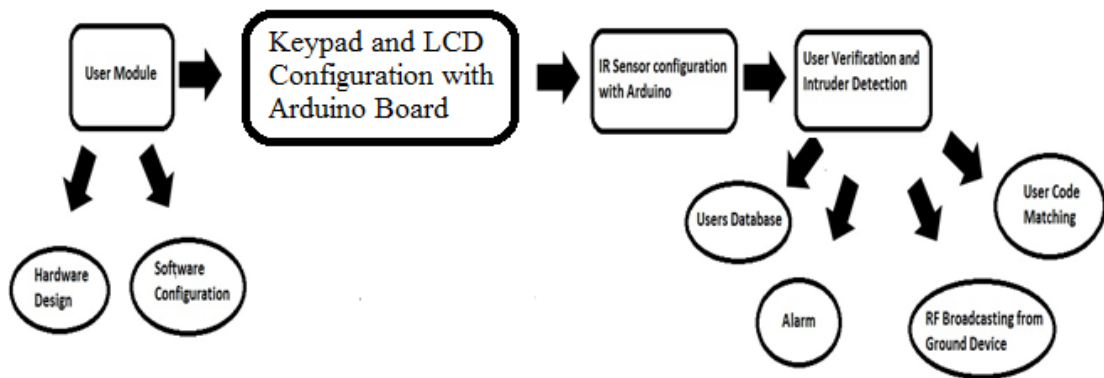 User Module
Keypad and LCD
Configuration with
Arduino Board
IR Sensor configuration
with Arduino
User Verification and
Intruder Detection
Hardware
Design
Software
Configuration
Users Database
Alarm
RF Broadcasting from
Ground Device
User Code
Matching